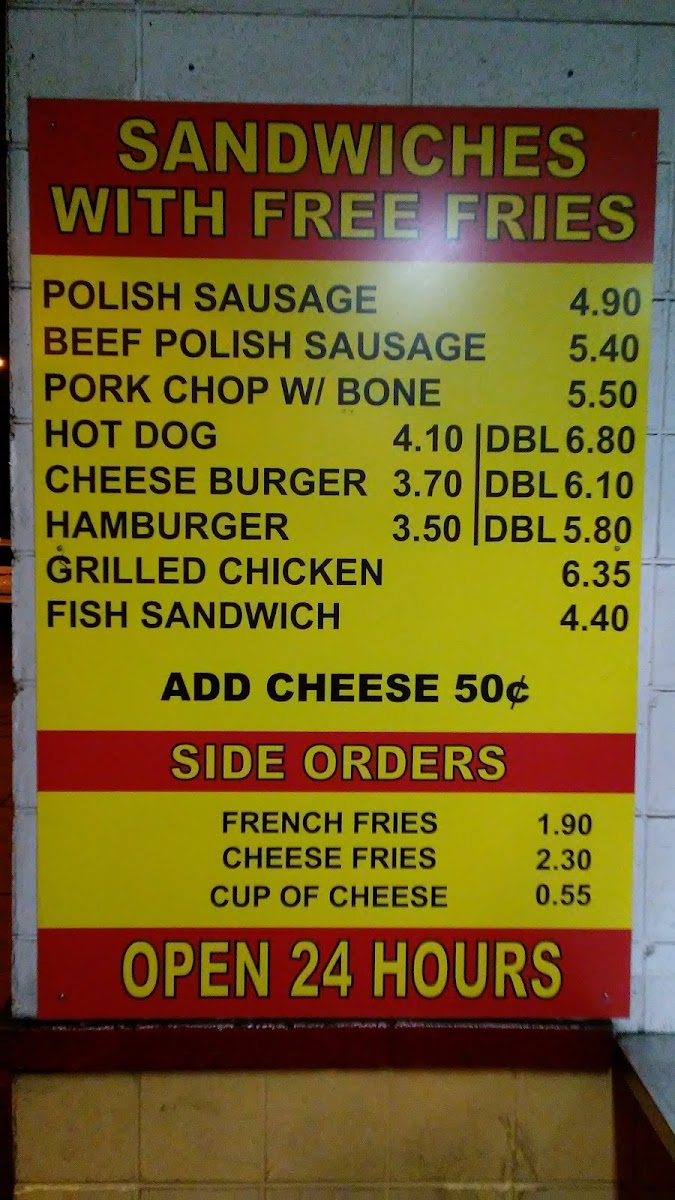 SANDWICHES
WITH FREE FRIES
POLISH SAUSAGE 4.90
BEEF POLISH SAUSAGE 5.40
PORK CHOP W/ BONE 5.50
HOT DOG 4.10 DBL 6.80
CHEESE BURGER 3.70 DBL 6.10
HAMBURGER 3.50 DBL 5.80
GRILLED CHICKEN 6.35
FISH SANDWICH 4.40
ADD CHEESE 50¢
SIDE ORDERS
FRENCH FRIES 1.90
CHEESE FRIES 2.30
CUP OF CHEESE 0.55
OPEN 24 HOURS